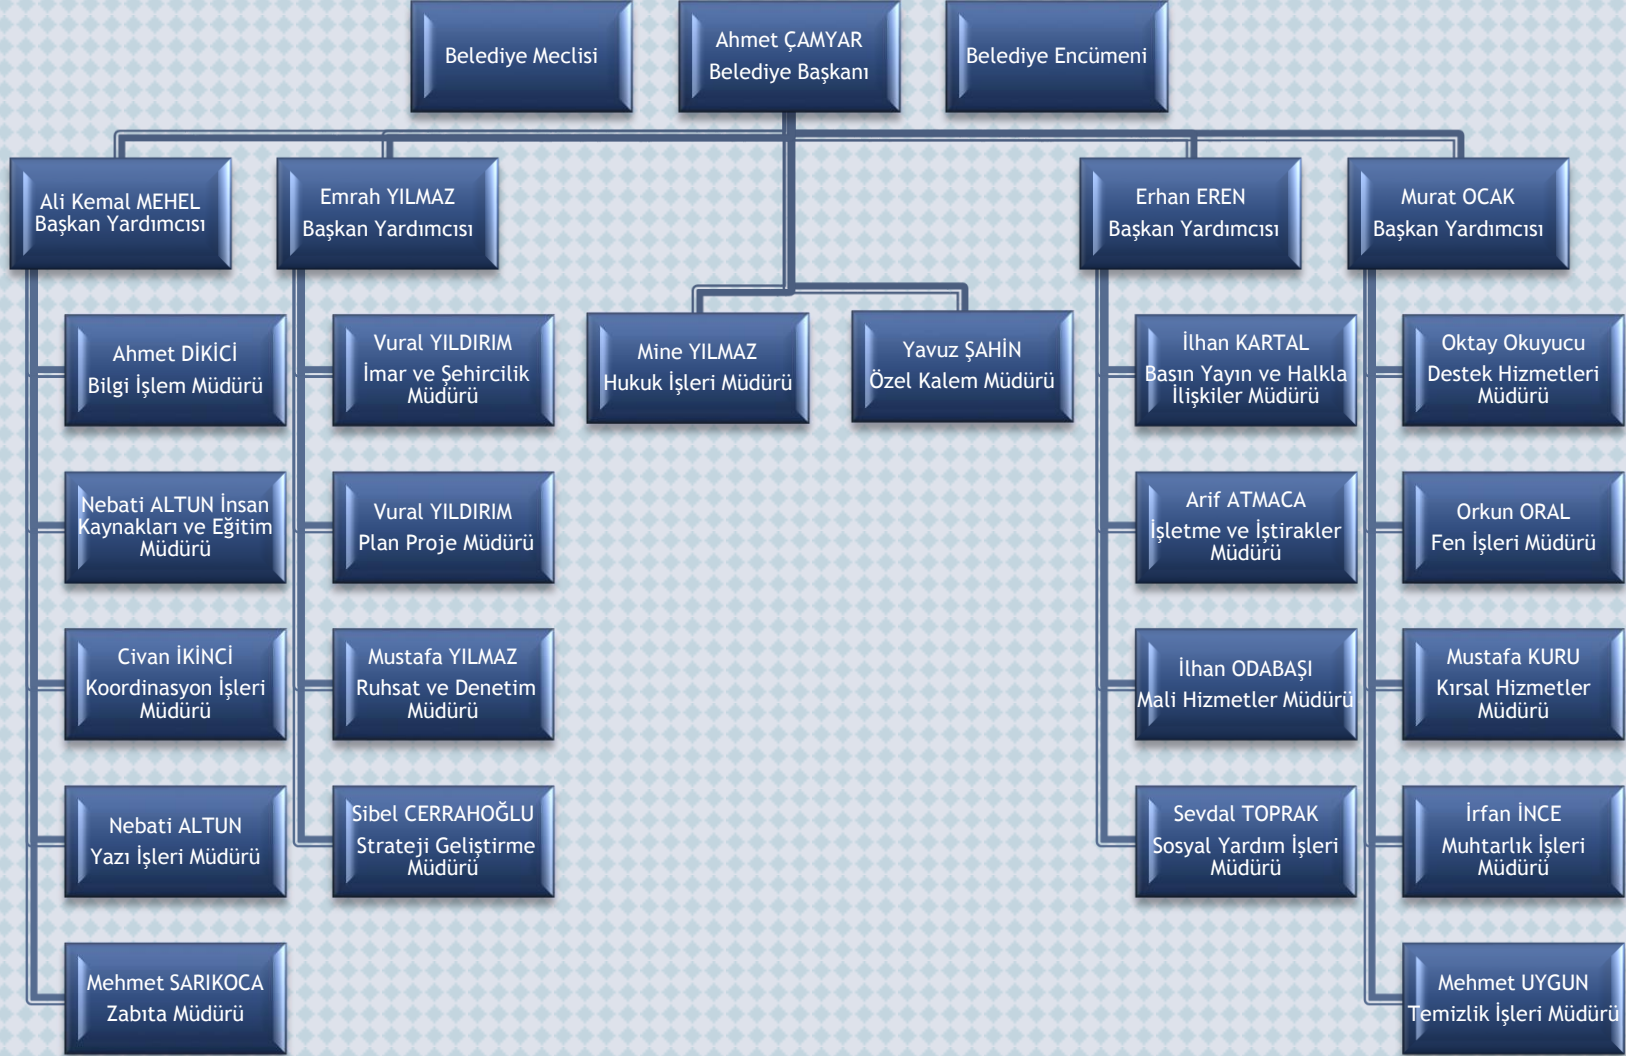 Belediye Meclisi
Ahmet ÇAMYAR
Belediye Başkanı
Belediye Encümeni
Ali Kemal MEHEL
Başkan Yardımcısı
Emrah YILMAZ
Başkan Yardımcısı
Erhan EREN
Başkan Yardımcısı
Murat OCAK
Başkan Yardımcısı
Ahmet DİKİCİ
Bilgi İşlem Müdürü
Vural YILDIRIM
İmar ve Şehircilik
Müdürü
Mine YILMAZ
Hukuk İşleri Müdürü
Yavuz ŞAHİN
Özel Kalem Müdürü
İlhan KARTAL
Basın Yayın ve Halkla
İlişkiler Müdürü
Oktay Okuyucu
Destek Hizmetleri
Müdürü
Nebati ALTUN İnsan
Kaynakları ve Eğitim
Müdürü
Vural YILDIRIM
Plan Proje Müdürü
Arif ATMACA
İşletme ve İştirakler
Müdürü
Orkun ORAL
Fen İşleri Müdürü
Civan İKİNCİ
Koordinasyon İşleri
Müdürü
Mustafa YILMAZ
Ruhsat ve Denetim
Müdürü
İlhan ODABAŞI
Mali Hizmetler Müdürü
Mustafa KURU
Kırsal Hizmetler
Müdürü
Nebati ALTUN
Yazı İşleri Müdürü
Sibel CERRAHOĞLU
Strateji Geliştirme
Müdürü
Sevdal TOPRAK
Sosyal Yardım İşleri
Müdürü
İrfan İNCE
Muhtarlık İşleri
Müdürü
Mehmet SARIKOCA
Zabıta Müdürü
Mehmet UYGUN
Temizlik İşleri Müdürü